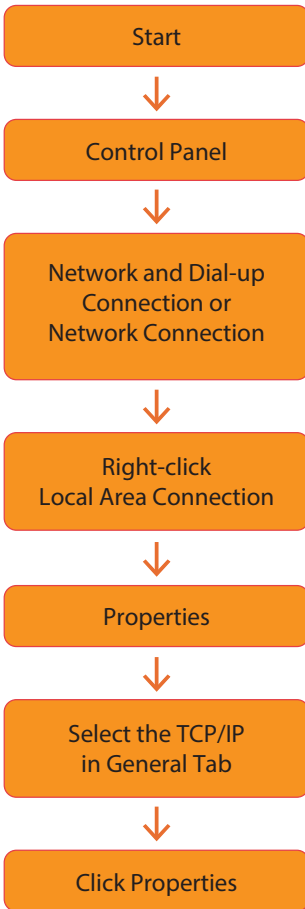 Start
Control Panel
Network and Dial-up
Connection or
Network Connection
Right-click
Local Area Connection
Properties
Select the TCP/IP
in General Tab
Click Properties